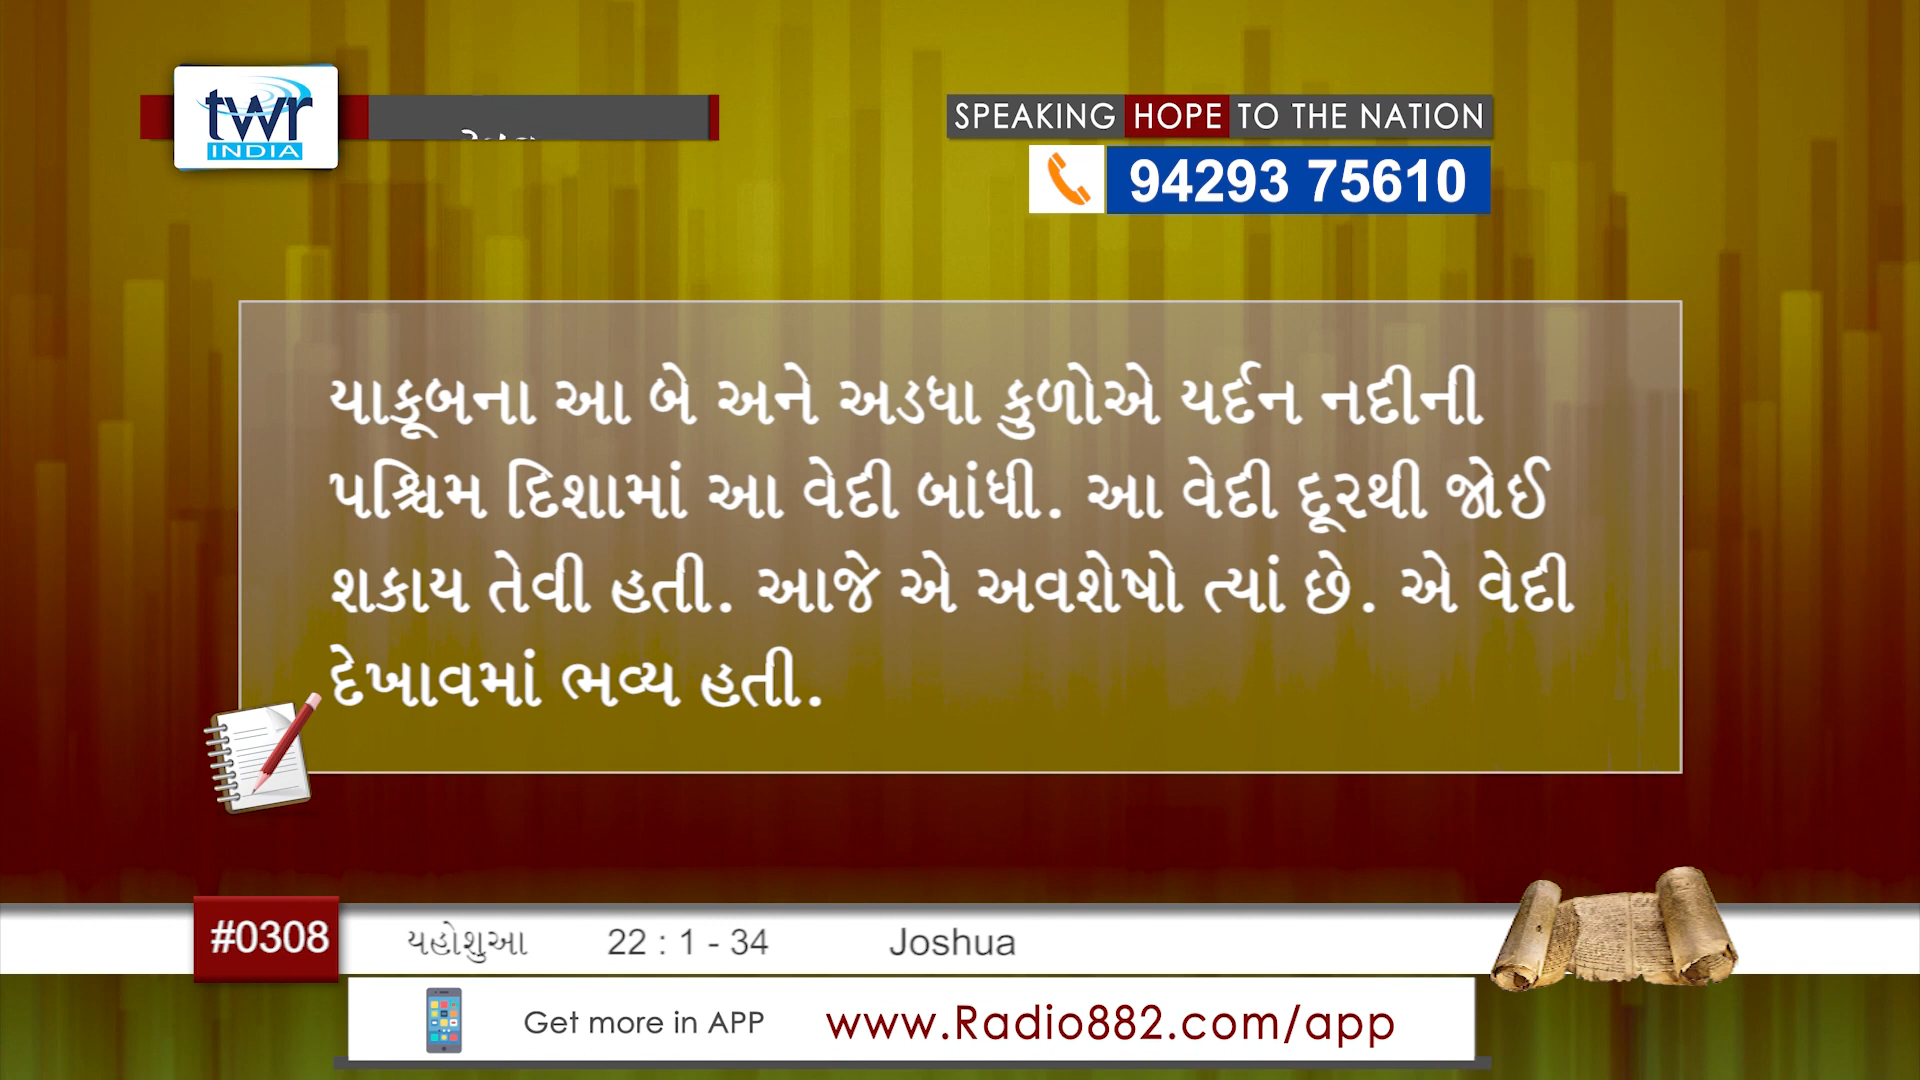 twr
INDIA
SPEAKING HOPE TO THE NATION
94293 75610
યાકૂબના આ બે અને અડધા કુળોએ યર્દન નદીની
પશ્ચિમ દિશામાં આ વેદી બાંધી. આ વેદી દૂરથી જોઈ
શકાય તેવી હતી. આજે એ અવશેષો ત્યાં છે. એ વેદી
દેખાવમાં ભવ્ય હતી.
#0308 યહોશુઆ 22 : 1 - 34 Joshua
Get more in APP www.Radio882.com/app